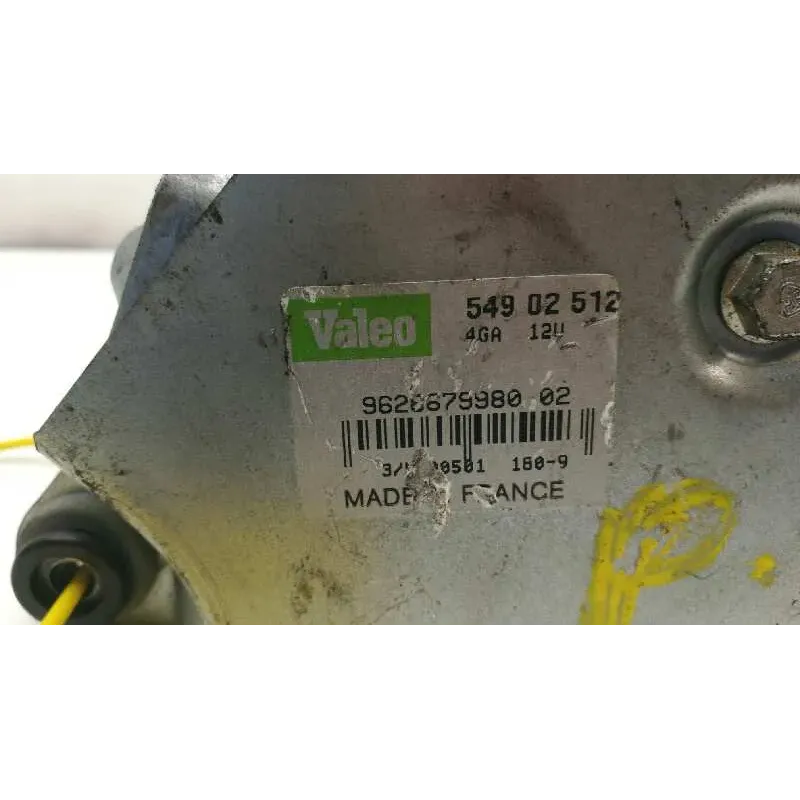 Valeo 549 02 512
4GA 12V
9626679980 02
180-9
MADE FRANCE
P.